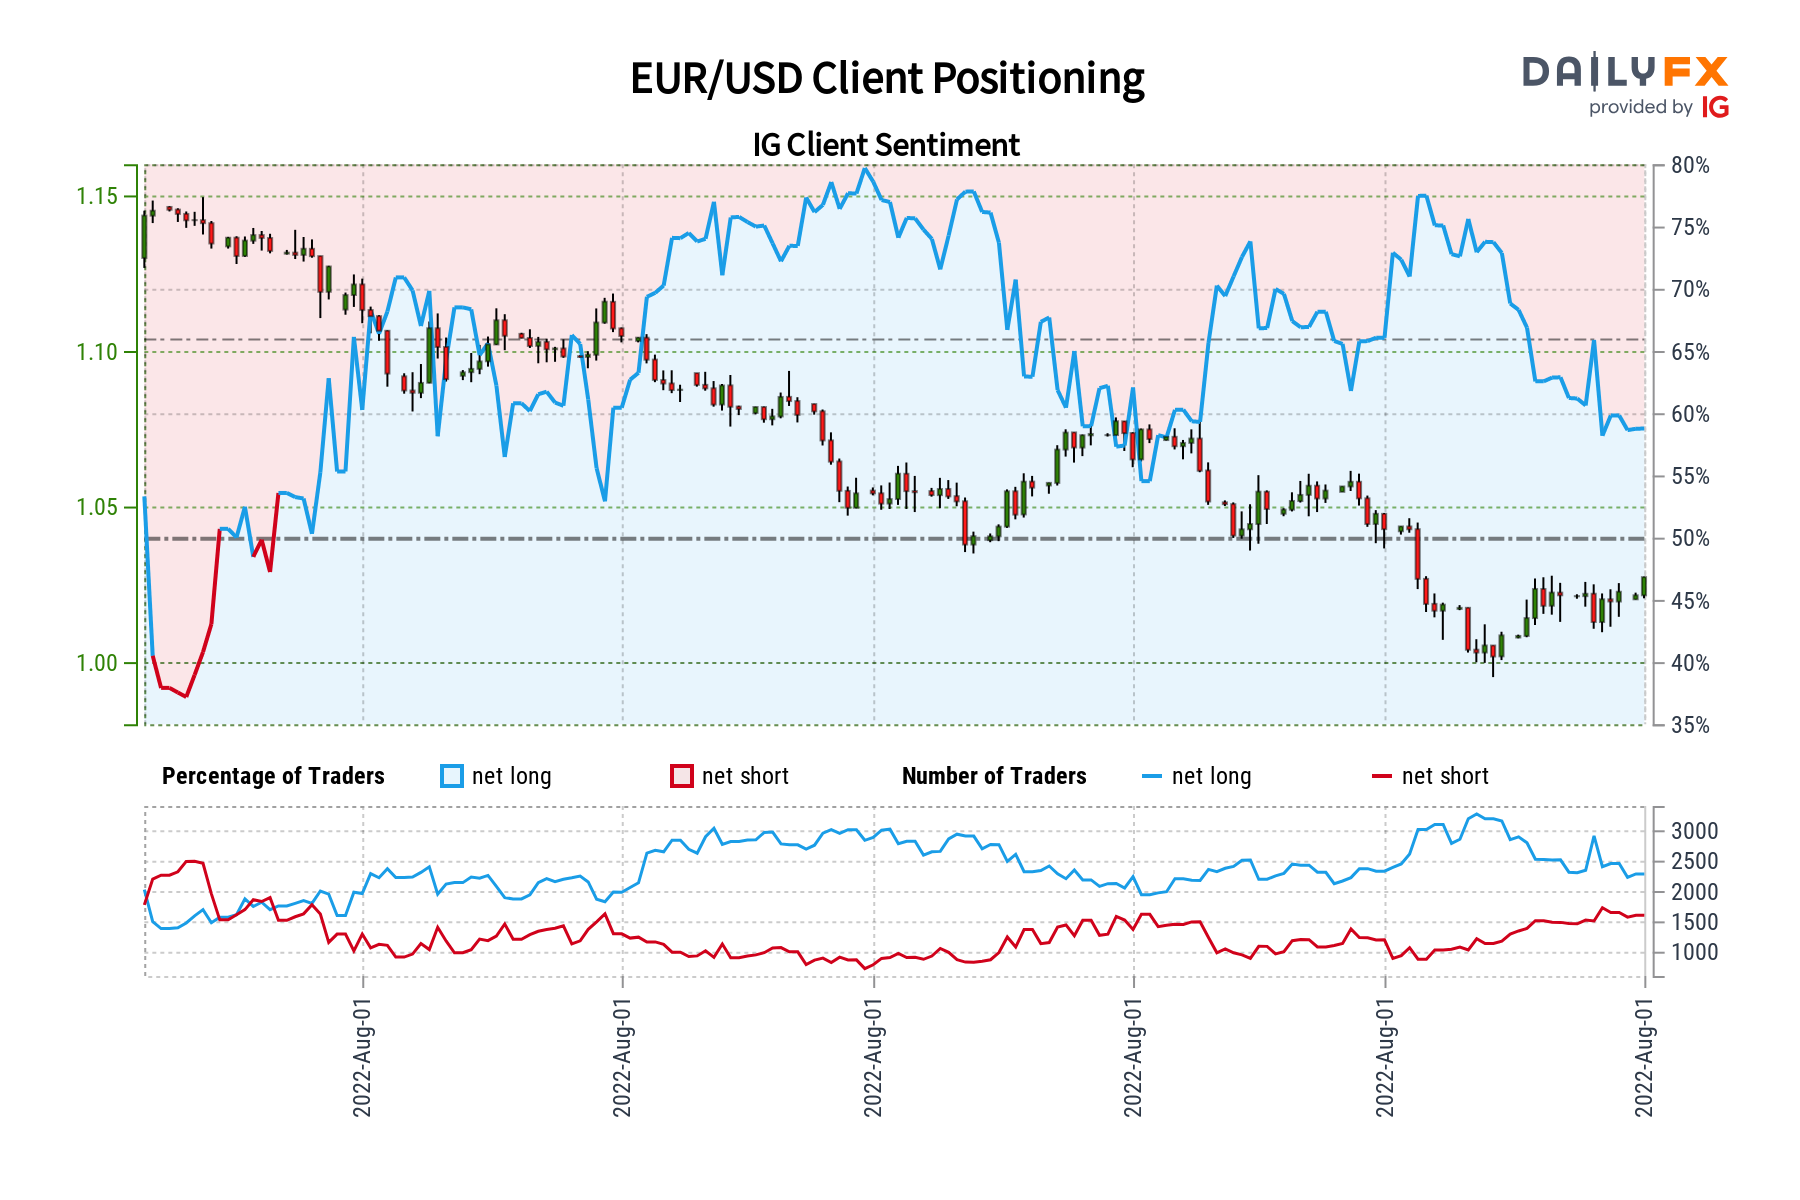 EUR/USD Client Positioning
DAILYFX
provided by IG
IG Client Sentiment
1.15
1.10
1.05
1.00
80%
75%
70%
65%
60%
55%
50%
45%
40%
35%
Percentage of Traders net long net short Number of Traders net long net short
3000
2500
2000
1500
1000
2022-Aug-01
2022-Aug-01
2022-Aug-01
2022-Aug-01
2022-Aug-01
2022-Aug-01